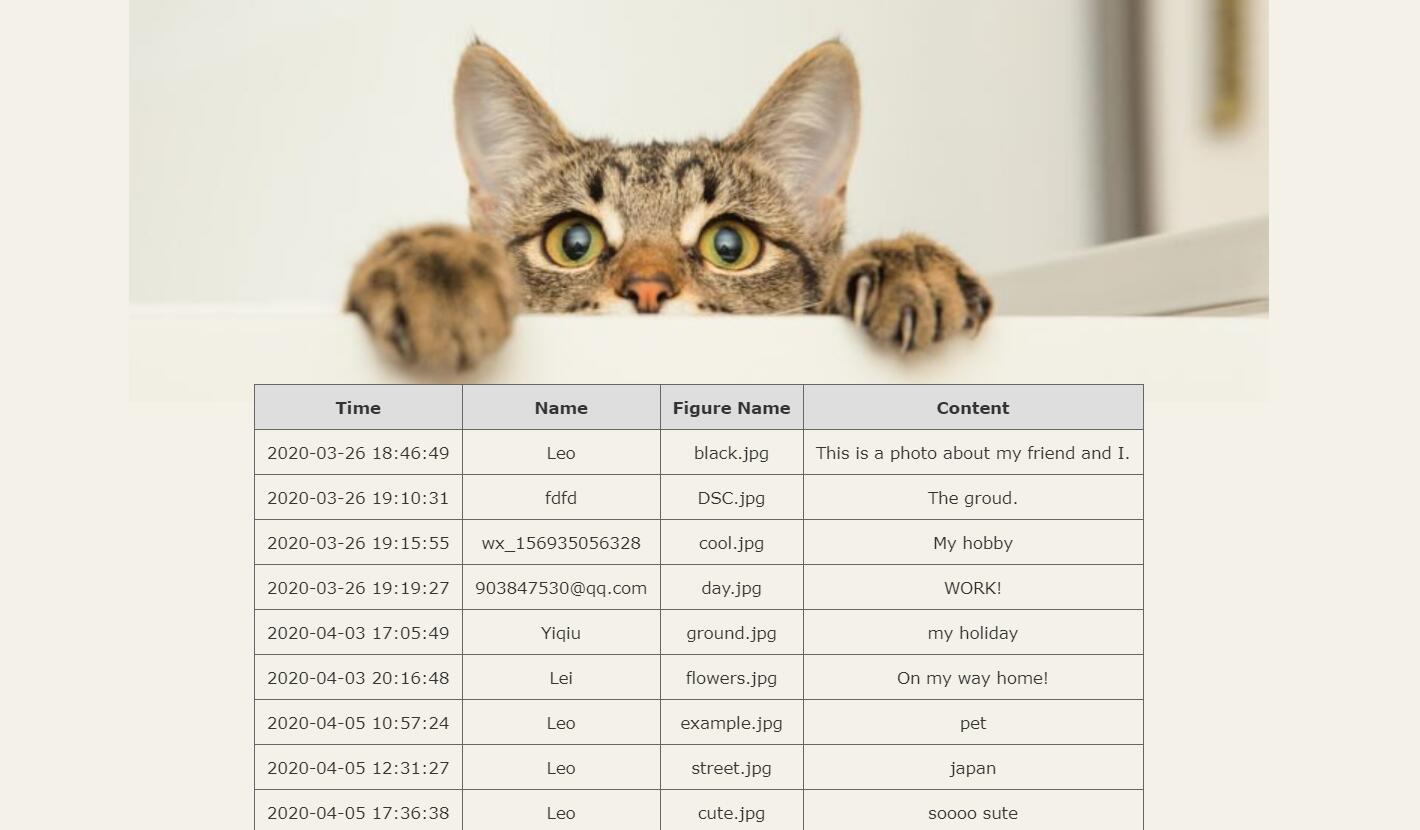 Time Name Figure Name Content
2020-03-26 18:46:49 Leo black.jpg This is a photo about my friend and I.
2020-03-26 19:10:31 fdfd DSC.jpg The groud.
2020-03-26 19:15:55 wx_156935056328 cool.jpg My hobby
2020-03-26 19:19:27 903847530@qq.com day.jpg WORK!
2020-04-03 17:05:49 Yiqiu ground.jpg my holiday
2020-04-03 20:16:48 Lei flowers.jpg On my way home!
2020-04-05 10:57:24 Leo example.jpg pet
2020-04-05 12:31:27 Leo street.jpg japan
2020-04-05 17:36:38 Leo cute.jpg soooo sute